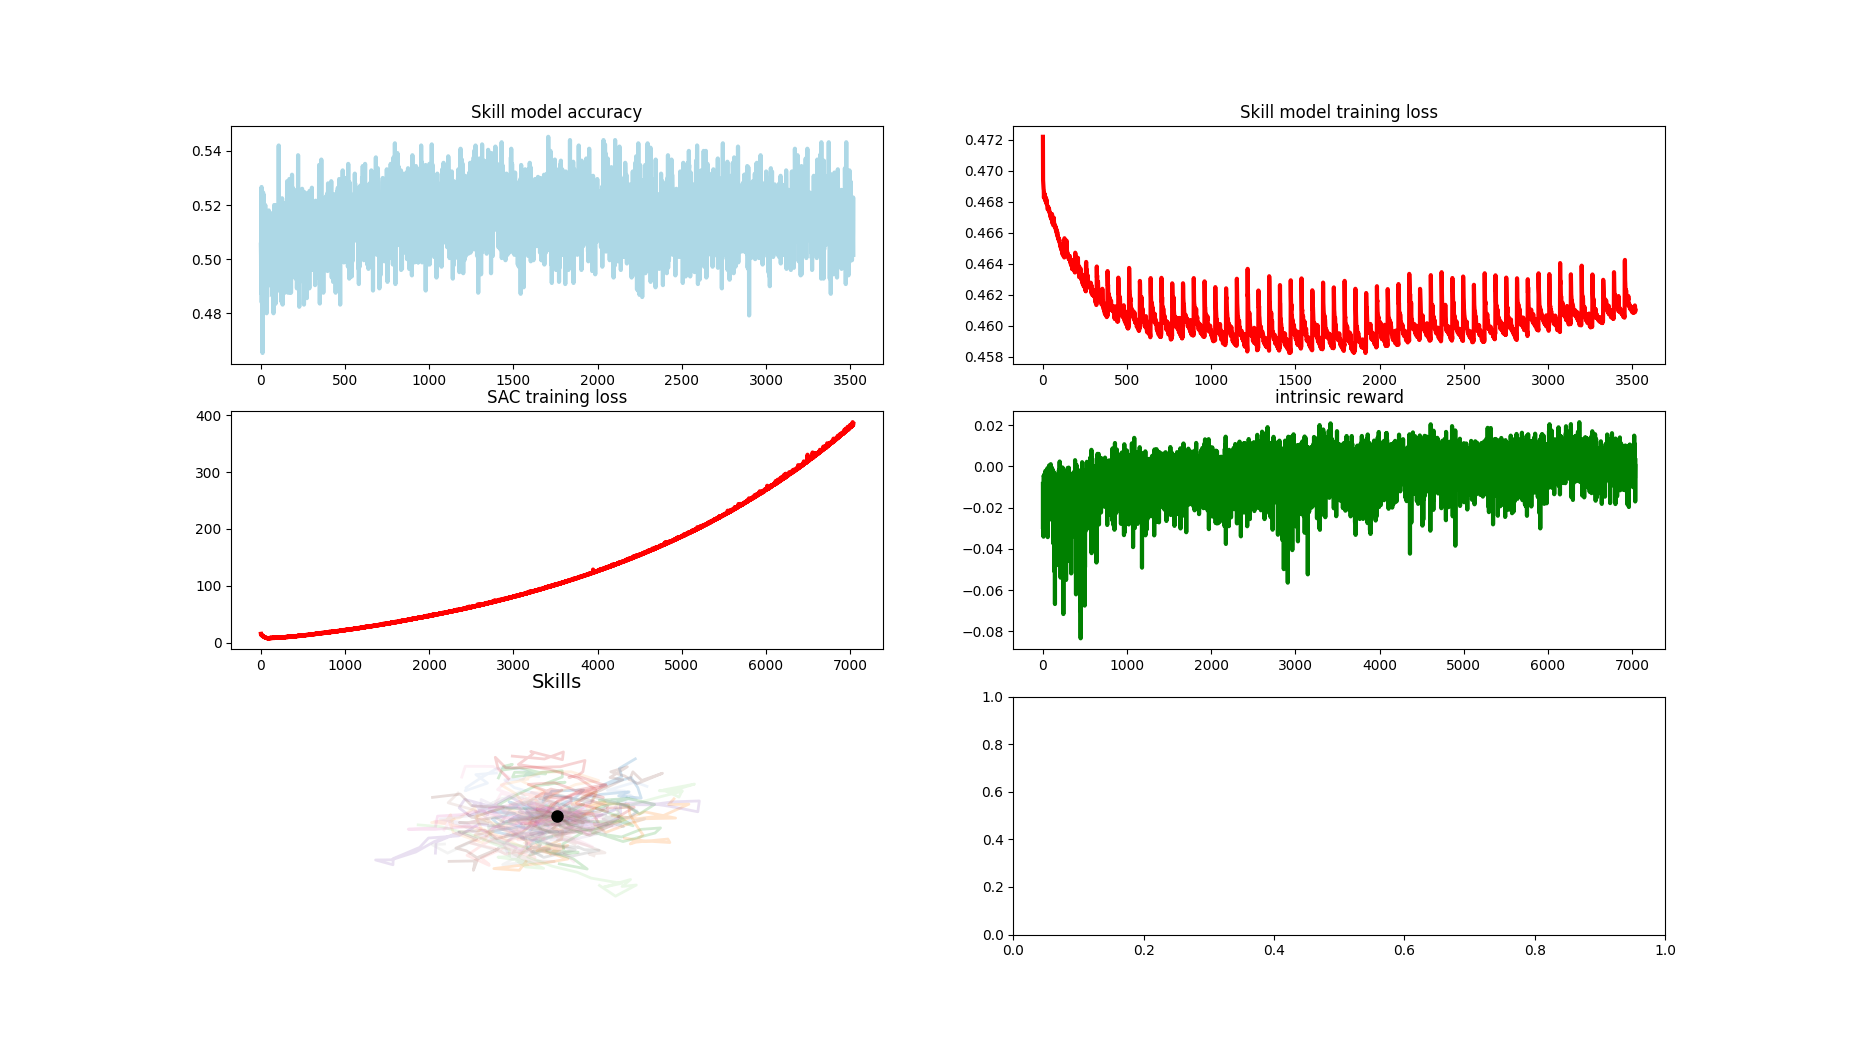 Skill model accuracy
0.54
0.52
0.50
0.48
0 500 1000 1500 2000 2500 3000 3500
Skill model training loss
0.472
0.470
0.468
0.466
0.464
0.462
0.460
0.458
0 500 1000 1500 2000 2500 3000 3500
SAC training loss
400
300
200
100
0
0 1000 2000 3000 4000 5000 6000 7000
intrinsic reward
0.02
0.00
−0.02
−0.04
−0.06
−0.08
0 1000 2000 3000 4000 5000 6000 7000
Skills
1.0
0.8
0.6
0.4
0.2
0.0
0.0 0.2 0.4 0.6 0.8 1.0